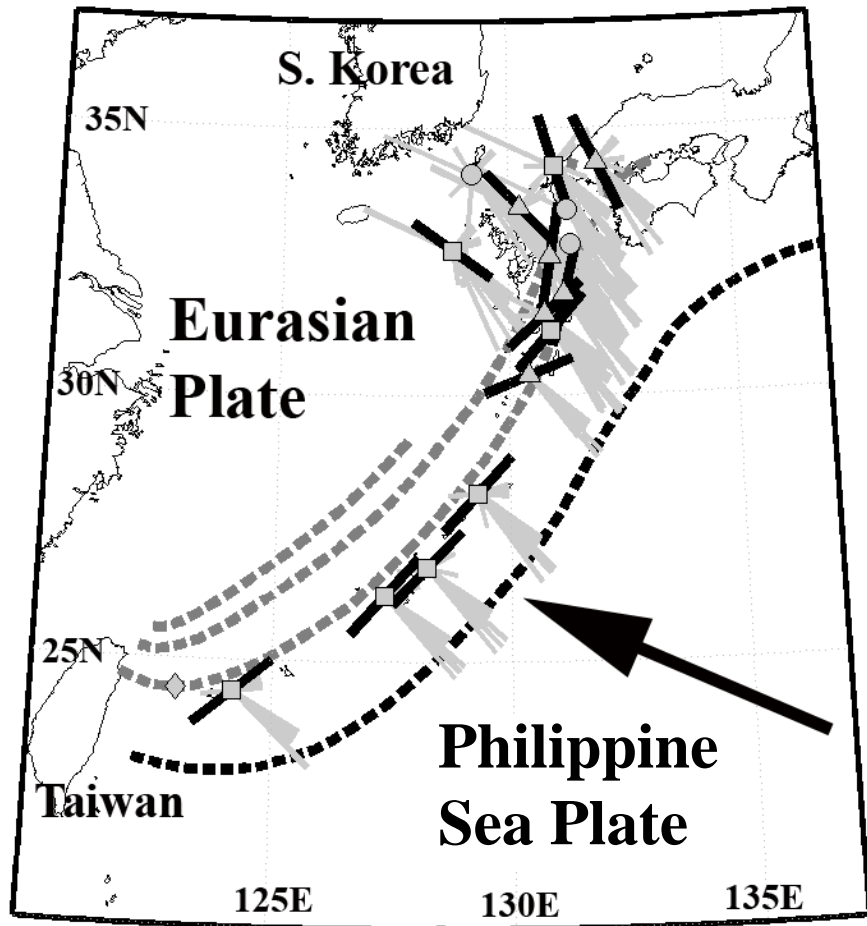 S. Korea
35N
Eurasian
Plate
30N
25N
Philippine
Sea Plate
Taiwan
125E
130E
135E